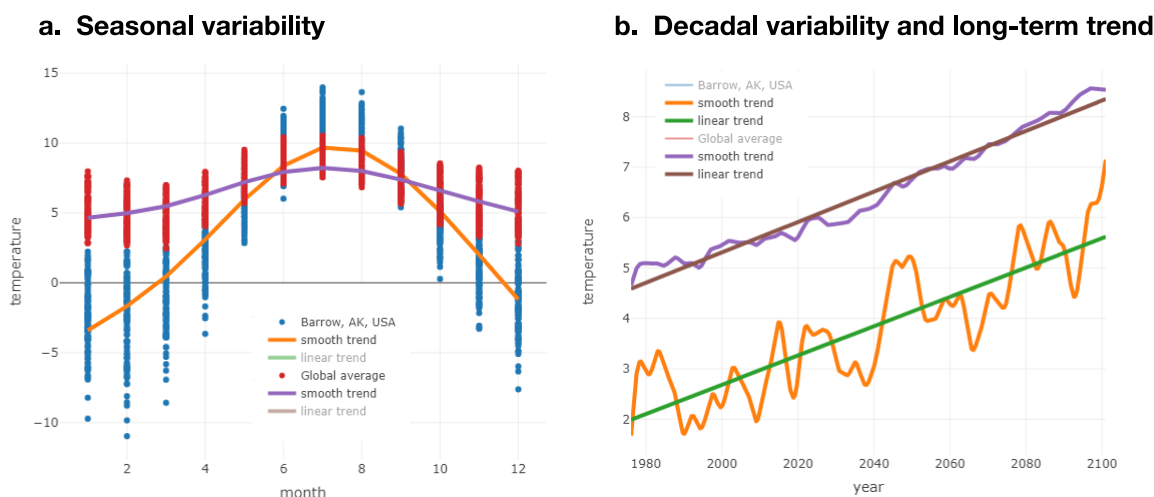 a. Seasonal variability
15
10
5
0
−5
−10
temperature
2
4
6
8
10
12
month
Barrow, AK, USA
smooth trend
linear trend
Global average
smooth trend
linear trend
b. Decadal variability and long-term trend
8
7
6
5
4
3
2
temperature
1980
2000
2020
2040
2060
2080
2100
year
Barrow, AK, USA
smooth trend
linear trend
Global average
smooth trend
linear trend